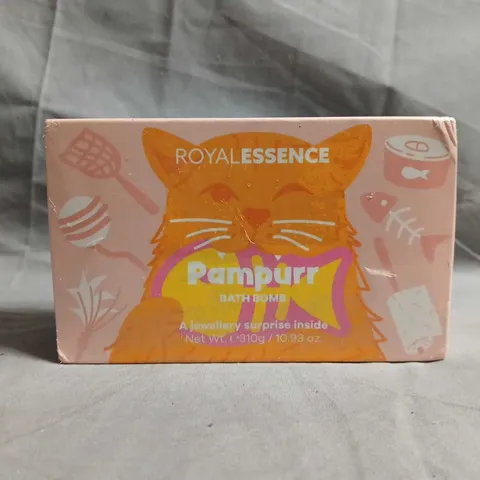 ROYALESSENCE
Pampurr
BATH BOMB
A jewellery surprise inside
Net Wt. ℮310g / 10.93 oz.